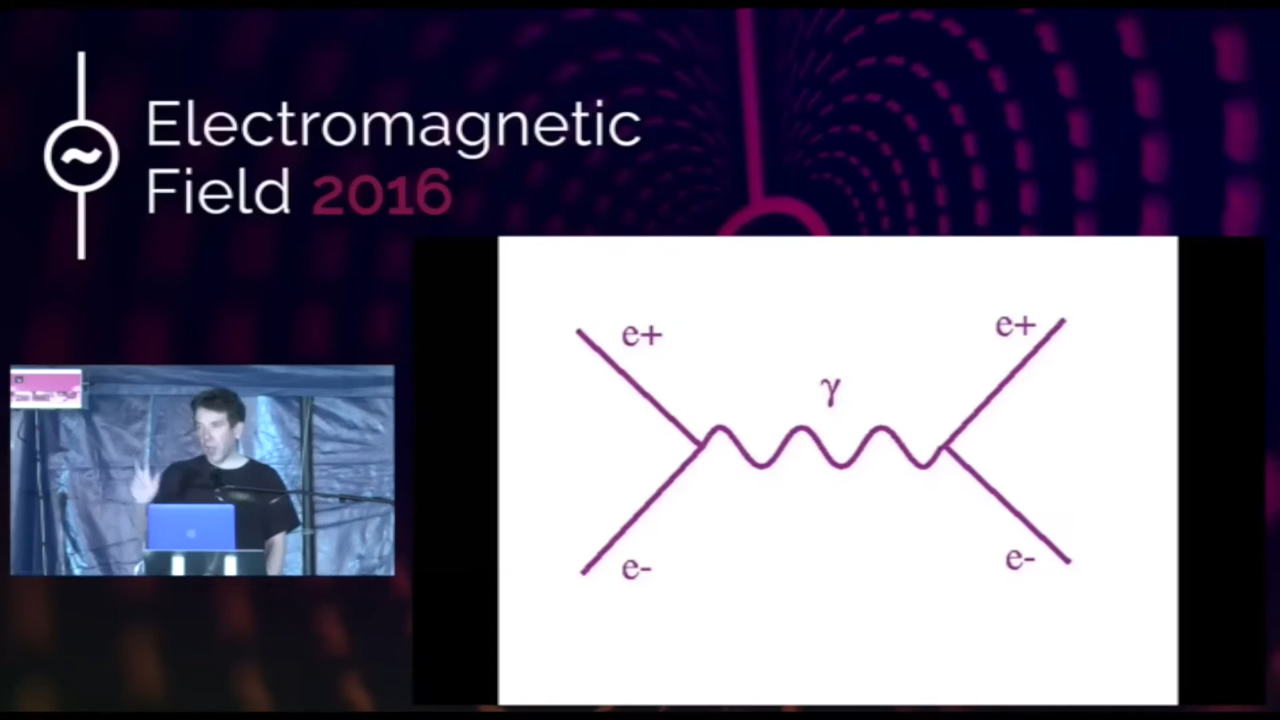 Electromagnetic
Field 2016
e+
e+
γ
e-
e-